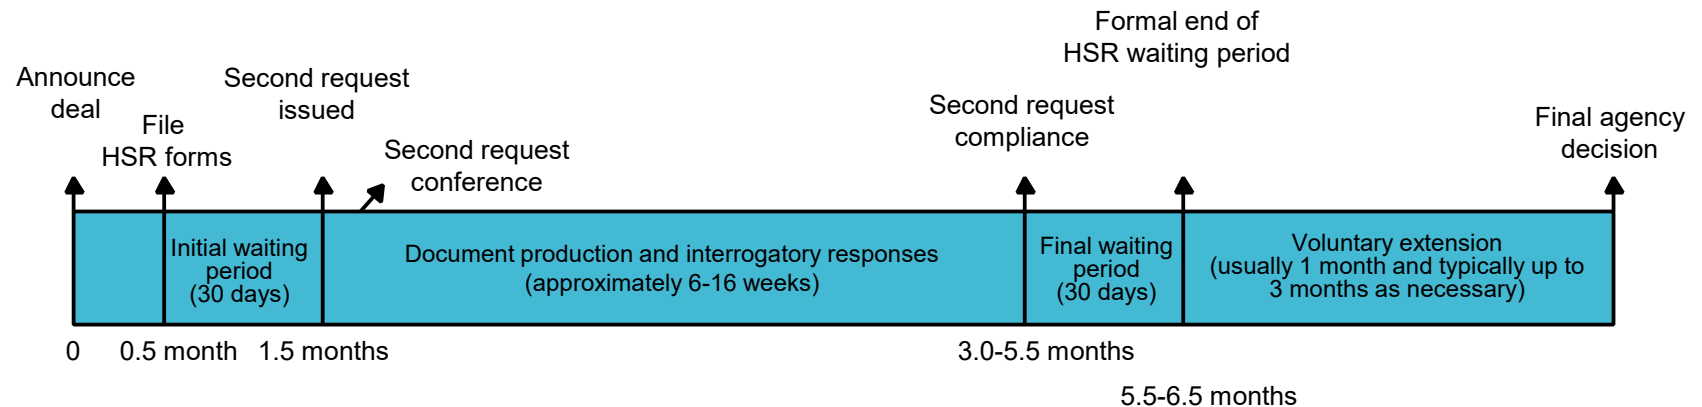 Formal end of
HSR waiting period
Announce
deal
Second request
issued
File
HSR forms
Second request
conference
Second request
compliance
Final agency
decision
Initial waiting
period
(30 days)
Document production and interrogatory responses
(approximately 6-16 weeks)
Final waiting
period
(30 days)
Voluntary extension
(usually 1 month and typically up to
3 months as necessary)
0
0.5 month
1.5 months
3.0-5.5 months
5.5-6.5 months